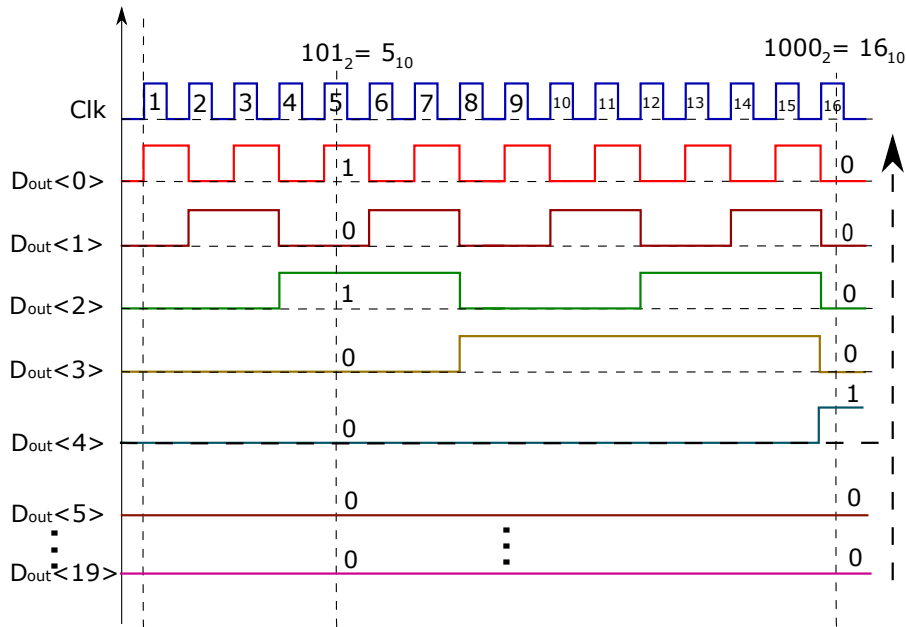 101₂= 5₁₀
1000₂= 16₁₀
Clk 1 2 3 4 5 6 7 8 9 10 11 12 13 14 15 16
Dout<0> 1 0
Dout<1> 0 0
Dout<2> 1 0
Dout<3> 0 0
1
Dout<4> 0
Dout<5> 0 0
Dout<19> 0 0